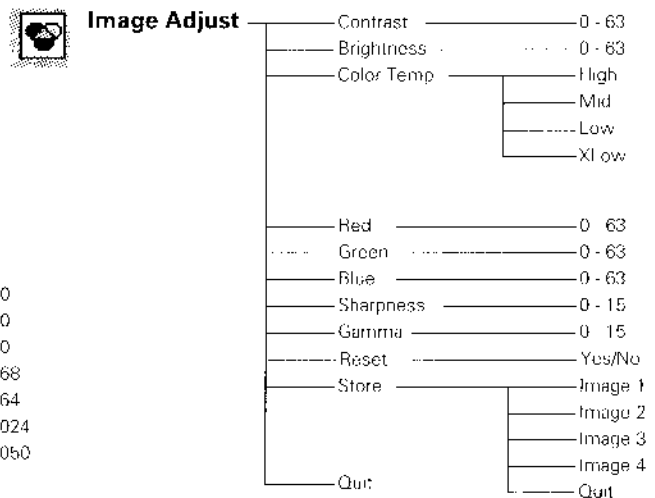 Image Adjust
Contrast 0 - 63
Brightness 0 - 63
Color Temp High
Mid
Low
XLow
Red 0 63
Green 0 - 63
Blue 0 - 63
Sharpness 0 - 15
Gamma 0 15
Reset Yes/No
Store Image 1
Image 2
Image 3
Image 4
Quit Quit
0
0
0
68
64
024
050